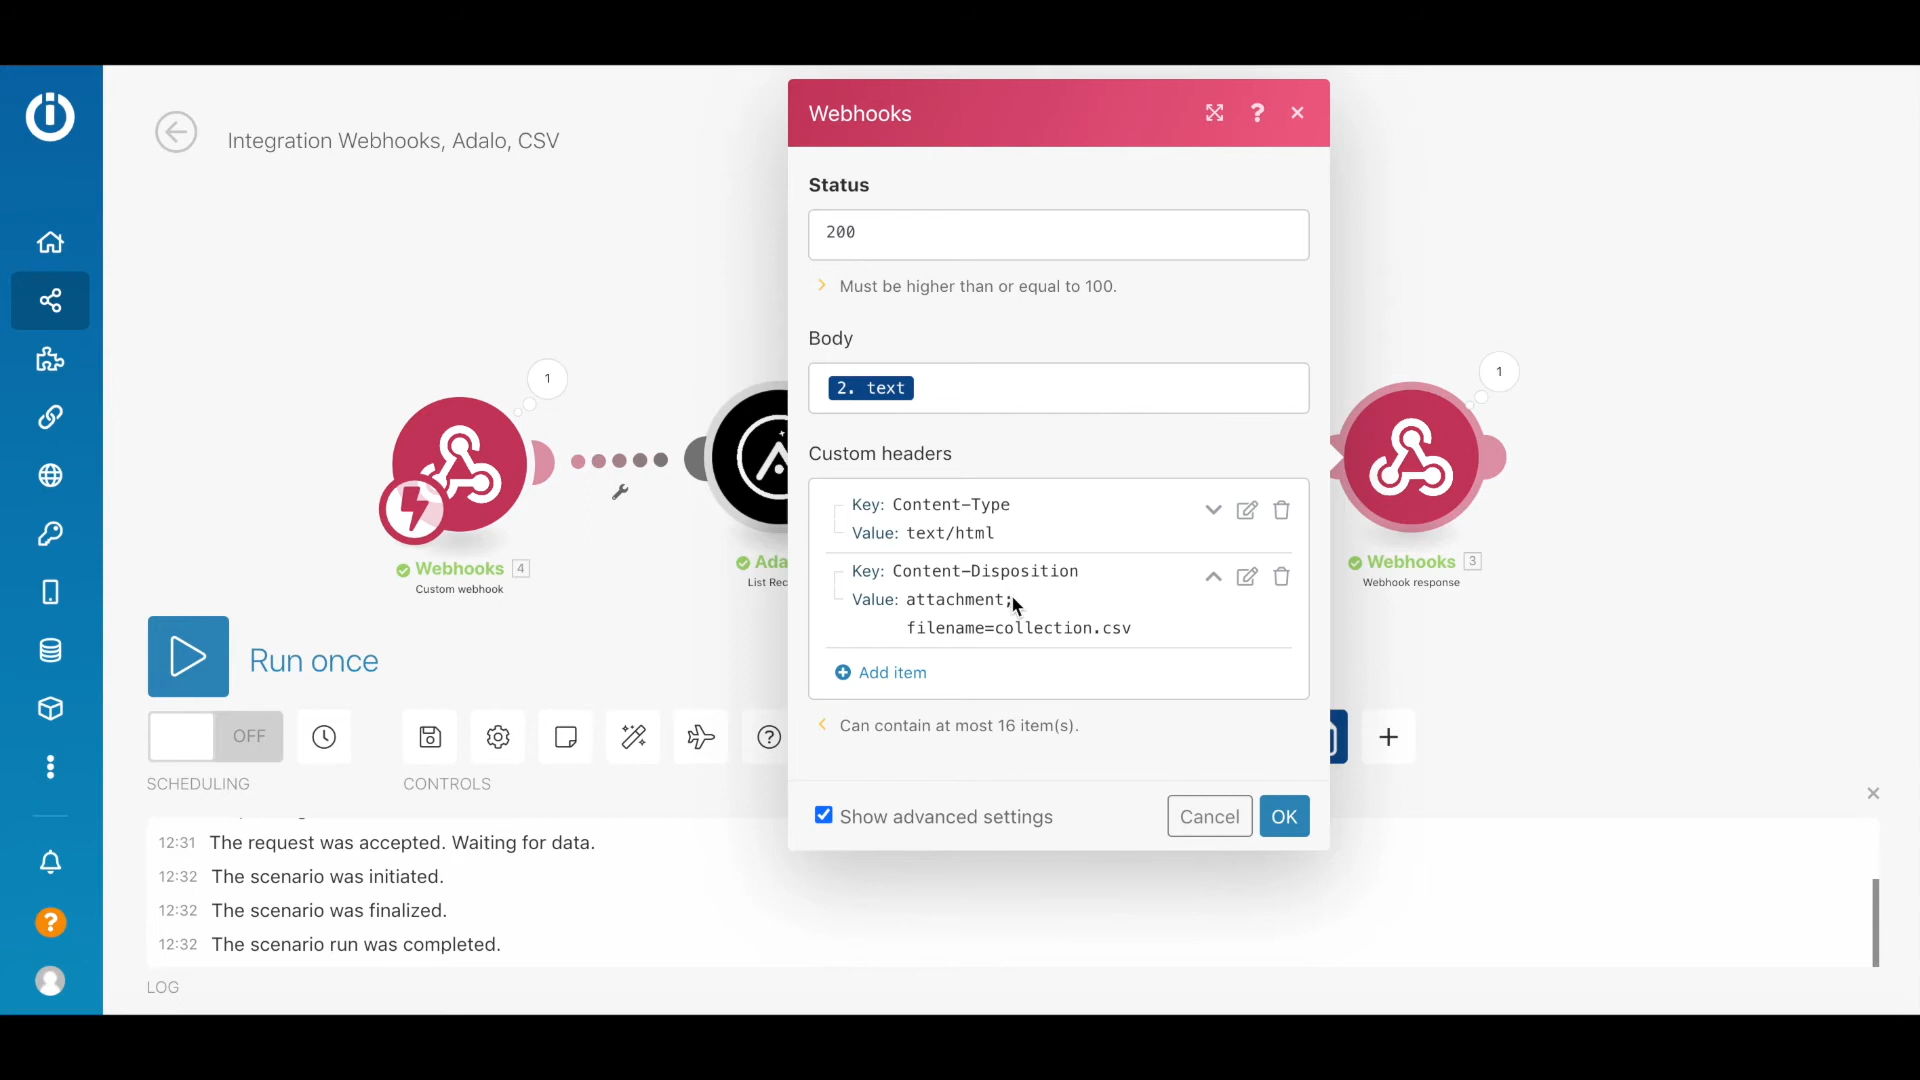 Webhooks
Integration Webhooks, Adalo, CSV
Status
200
Must be higher than or equal to 100.
Body
2. text
Custom headers
Key: Content-Type
Value: text/html
Key: Content-Disposition
Value: attachment;
filename=collection.csv
Add item
Can contain at most 16 item(s).
Show advanced settings
Cancel
OK
1
1
Webhooks 4
Custom webhook
Ada
List Rec
Webhooks 3
Webhook response
Run once
OFF
SCHEDULING
CONTROLS
12:31 The request was accepted. Waiting for data.
12:32 The scenario was initiated.
12:32 The scenario was finalized.
12:32 The scenario run was completed.
LOG